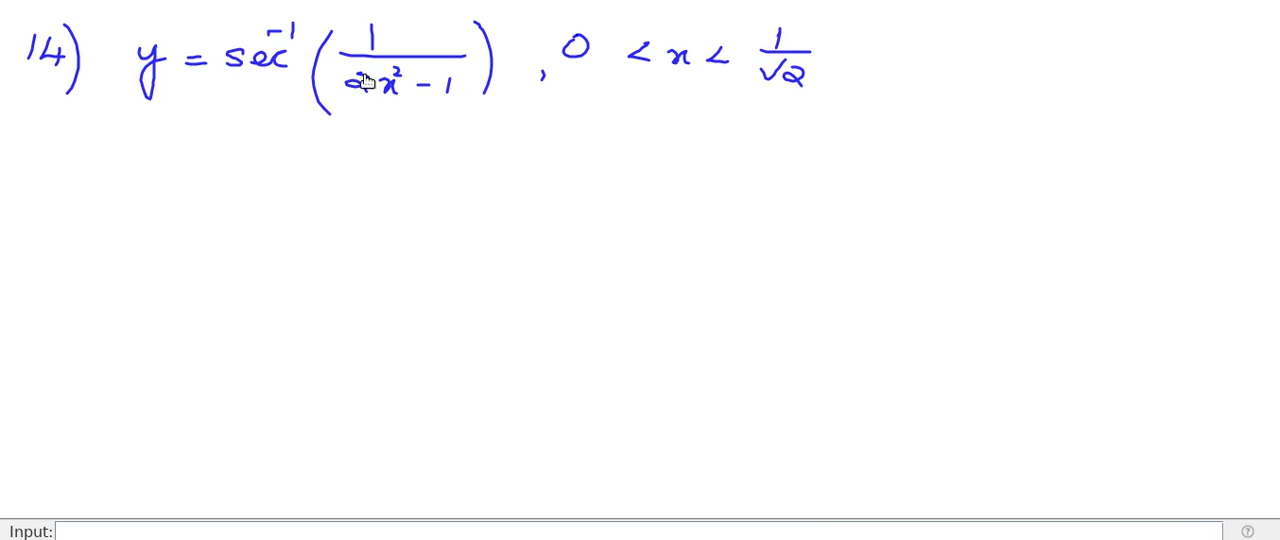 14) y = sec⁻¹ (1/(2x² - 1)) , 0 < x < 1/√2
Input: